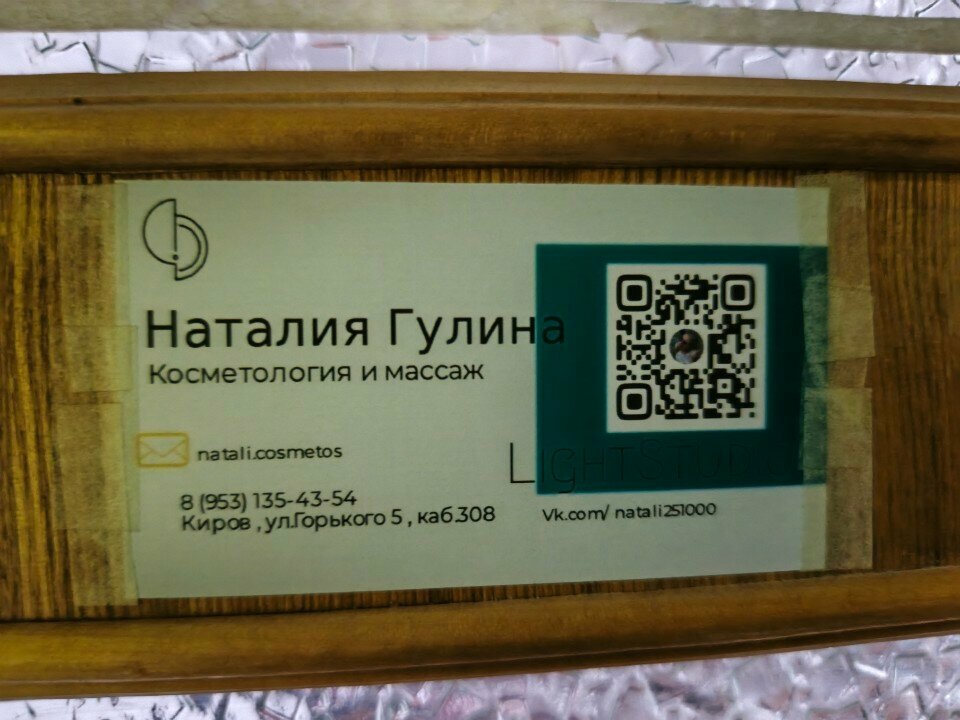 Наталия Гулина
Косметология и массаж
natali.cosmetos
LIGHTSTUDIO
8 (953) 135-43-54
Киров , ул.Горького 5 , каб.308
Vk.com/ natali251000